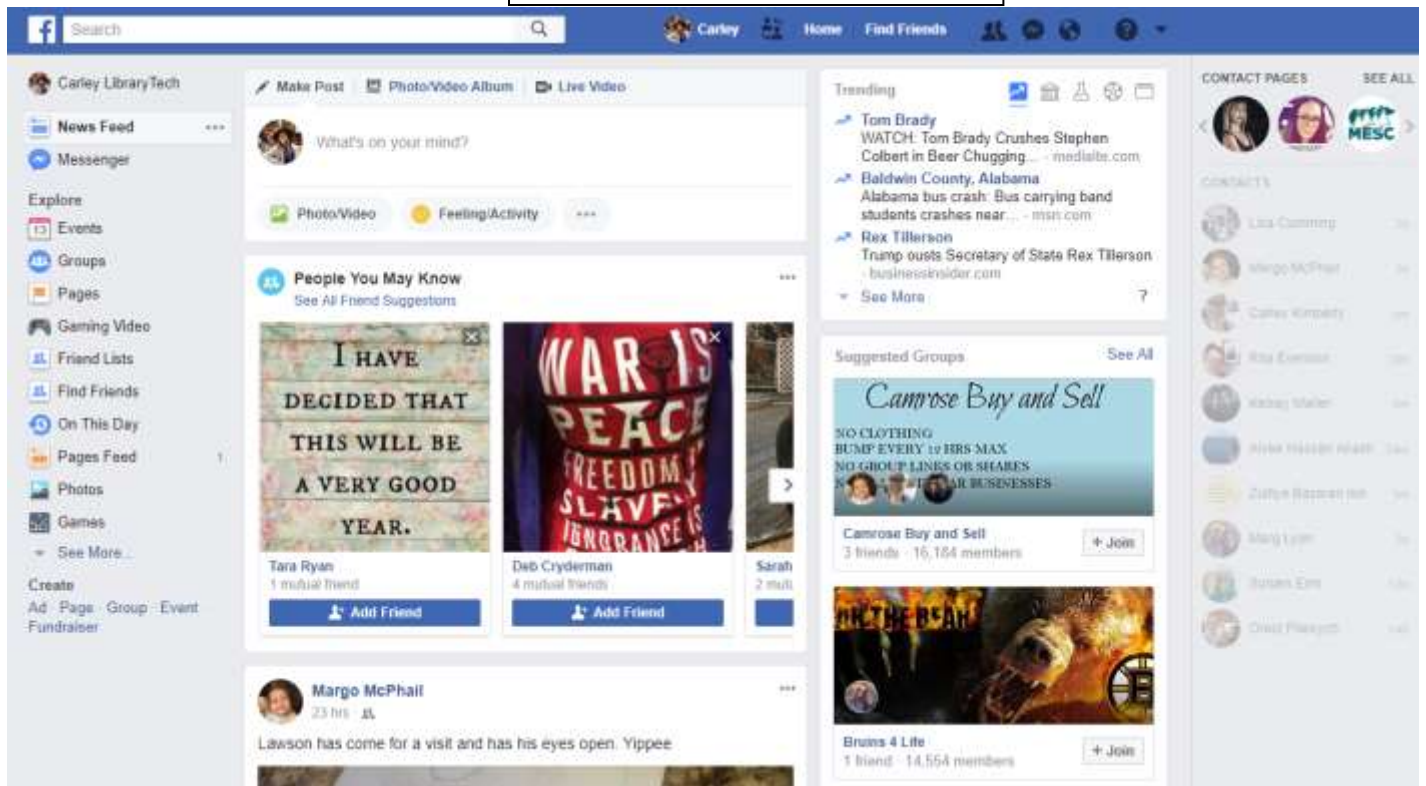 f Search Carley Home Find Friends
Carley LibraryTech
News Feed
Messenger
Explore
13 Events
Groups
Pages
Gaming Video
Friend Lists
Find Friends
On This Day
Pages Feed 1
Photos
Games
See More...
Create
Ad Page Group Event
Fundraiser
Make Post Photo/Video Album Live Video
What's on your mind?
Photo/Video Feeling/Activity
People You May Know
See All Friend Suggestions
I HAVE
DECIDED THAT
THIS WILL BE
A VERY GOOD
YEAR.
Tara Ryan
1 mutual friend
Add Friend
WAR IS
PEACE
FREEDOM
SLAVE
IGNORANCE
Deb Cryderman
4 mutual friends
Add Friend
Sarah
2 mut
Margo McPhail
23 hrs
Lawson has come for a visit and has his eyes open. Yippee
Trending
Tom Brady
WATCH: Tom Brady Crushes Stephen
Colbert in Beer Chugging... - mediaite.com
Baldwin County, Alabama
Alabama bus crash: Bus carrying band
students crashes near... - msn.com
Rex Tillerson
Trump ousts Secretary of State Rex Tillerson
- businessinsider.com
See More ?
Suggested Groups See All
Camrose Buy and Sell
NO CLOTHING
BUMP EVERY 12 HRS MAX
NO GROUP LINES OR SHARES
BUSINESSES
Camrose Buy and Sell
3 friends · 16,184 members
+ Join
Bruins 4 Life
1 friend · 14,554 members
+ Join
CONTACT PAGES SEE ALL
MESC
CONTACTS
Margo McPhail